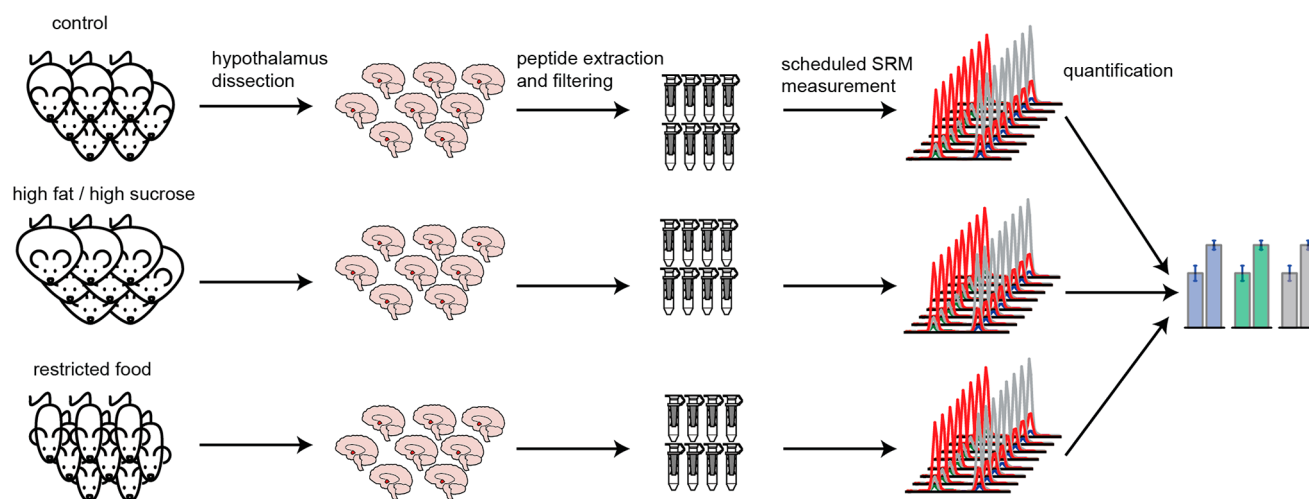 control
hypothalamus
dissection
peptide extraction
and filtering
scheduled SRM
measurement
quantification
high fat / high sucrose
restricted food